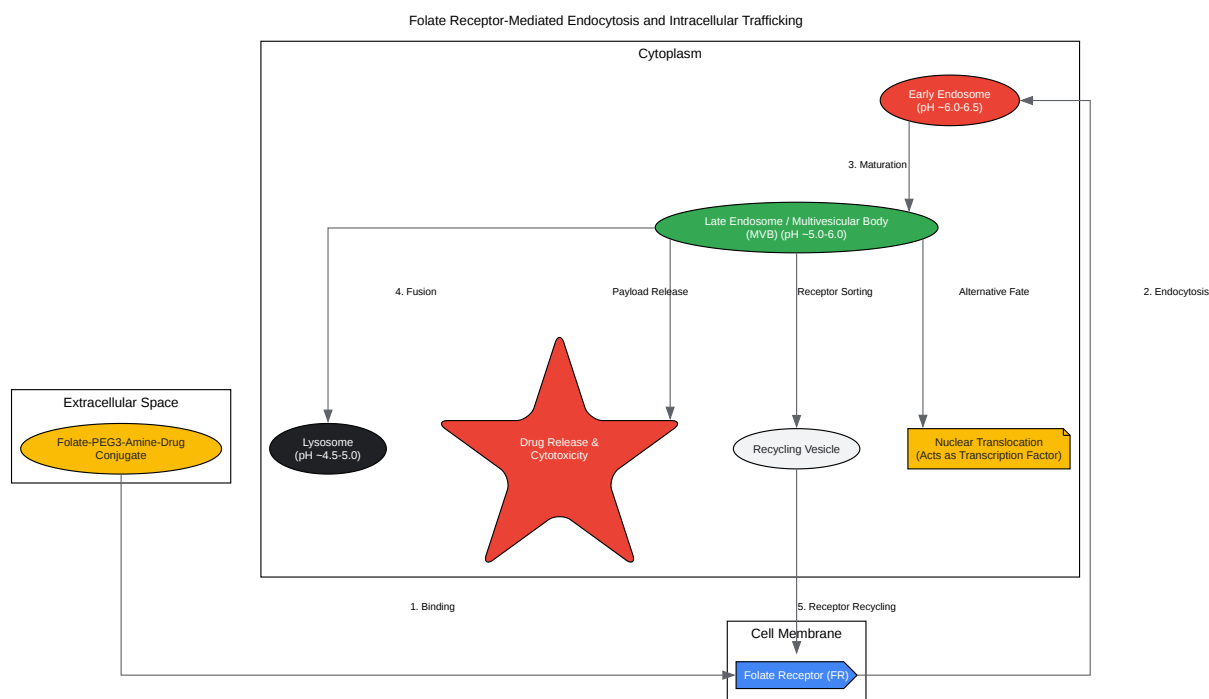 Folate Receptor-Mediated Endocytosis and Intracellular Trafficking
Cytoplasm
Early Endosome
(pH ~6.0-6.5)
3. Maturation
Late Endosome / Multivesicular Body
(MVB) (pH ~5.0-6.0)
4. Fusion
Payload Release
Receptor Sorting
Alternative Fate
2. Endocytosis
Extracellular Space
Folate-PEG3-Amine-Drug
Conjugate
Lysosome
(pH ~4.5-5.0)
Drug Release &
Cytotoxicity
Recycling Vesicle
Nuclear Translocation
(Acts as Transcription Factor)
1. Binding
5. Receptor Recycling
Cell Membrane
Folate Receptor (FR)